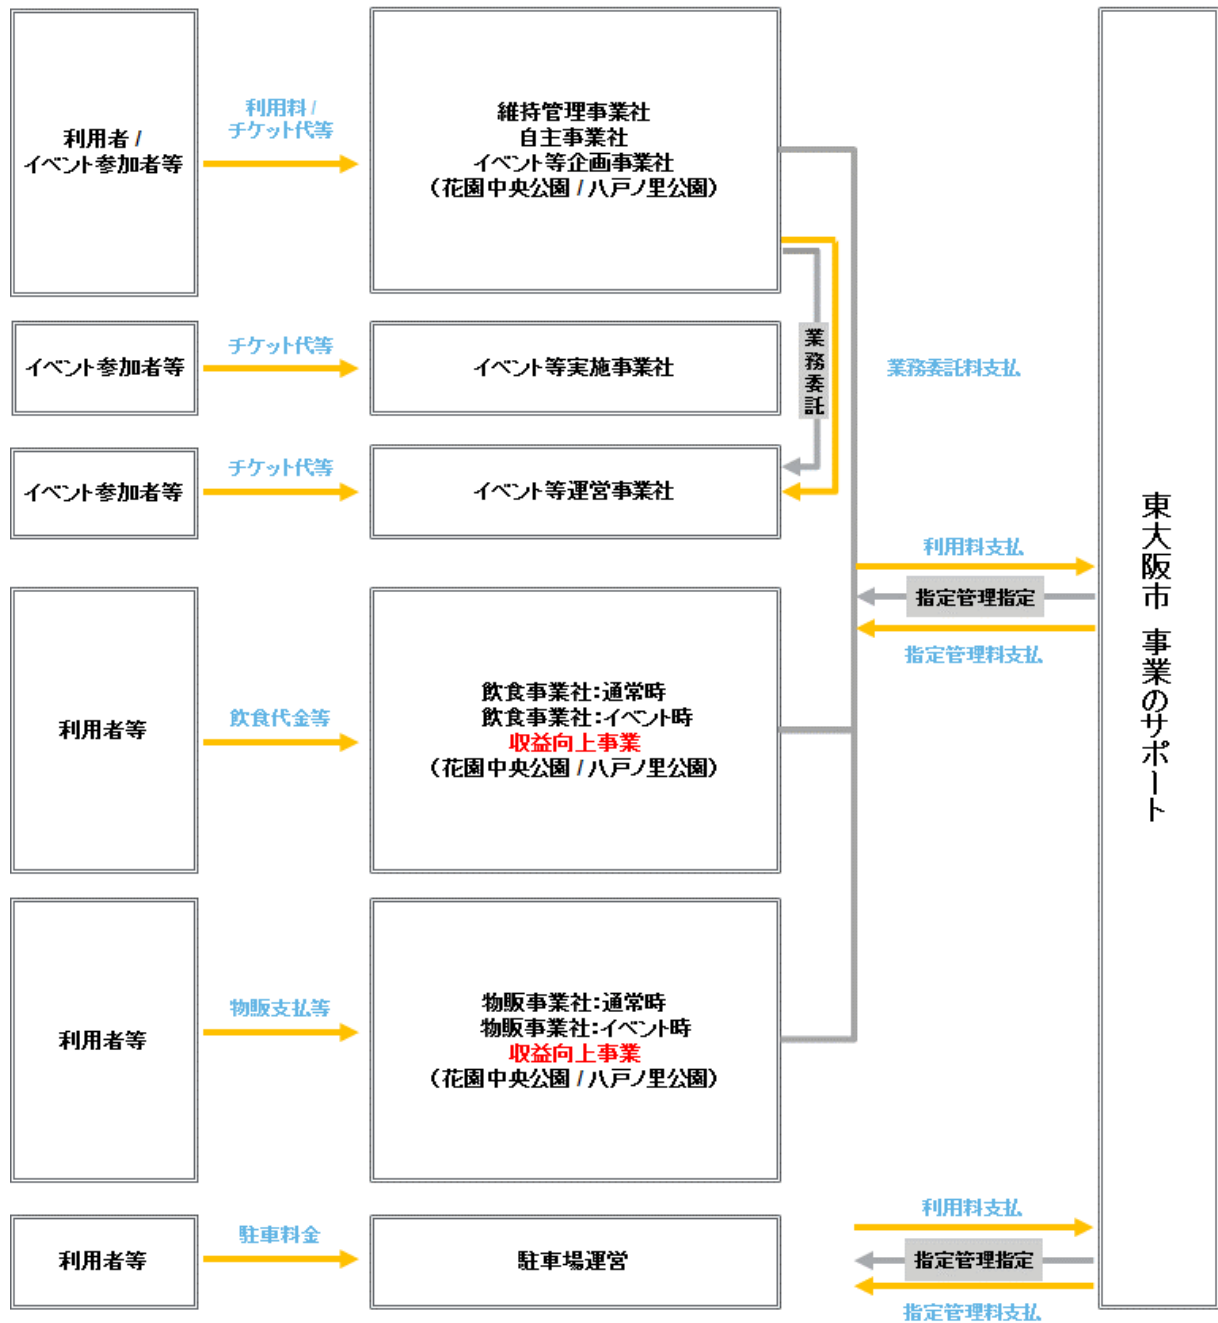 利用者 /
イベント参加者等
利用料 /
チケット代等
維持管理事業社
自主事業社
イベント等企画事業社
（花園中央公園 / 八戸ノ里公園）
イベント参加者等
チケット代等
イベント等実施事業社
業務委託
業務委託料支払
イベント参加者等
チケット代等
イベント等運営事業社
利用料支払
指定管理指定
指定管理料支払
東大阪市 事業のサポート
利用者等
飲食代金等
飲食事業社：通常時
飲食事業社：イベント時
収益向上事業
（花園中央公園 / 八戸ノ里公園）
利用者等
物販支払等
物販事業社：通常時
物販事業社：イベント時
収益向上事業
（花園中央公園 / 八戸ノ里公園）
利用者等
駐車料金
駐車場運営
利用料支払
指定管理指定
指定管理料支払